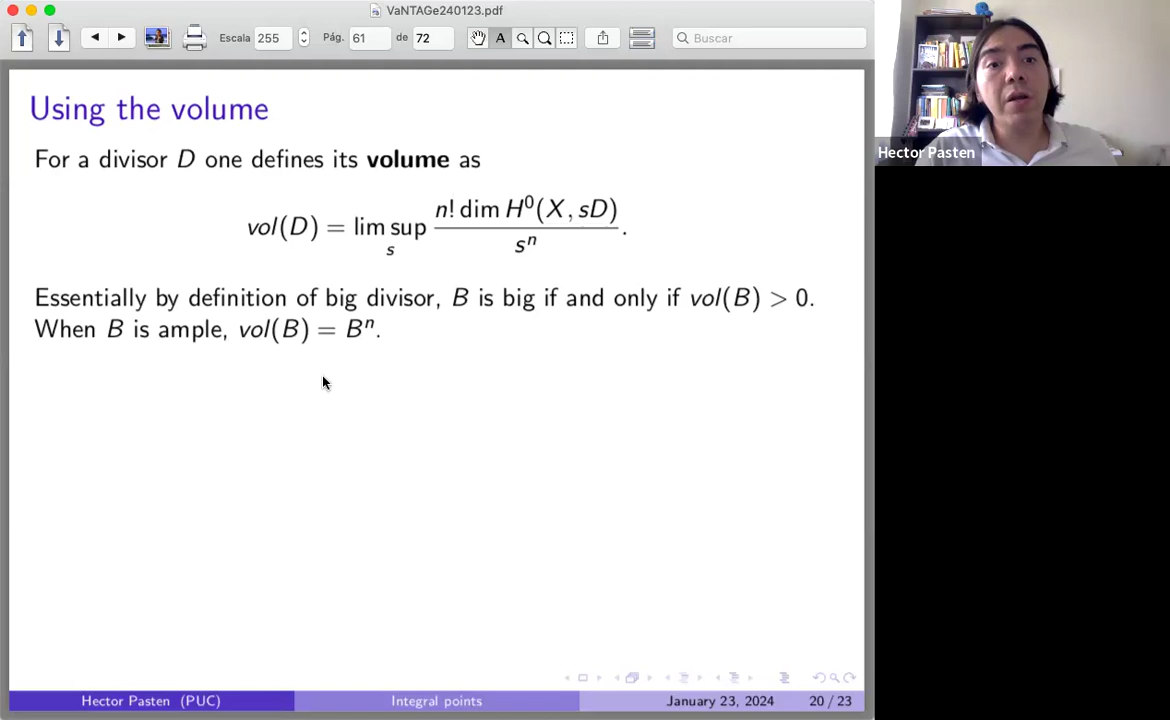 VaNTAGe240123.pdf
Escala 255 Pág. 61 de 72 A Buscar
Using the volume
For a divisor D one defines its volume as
vol(D) = lim sup_s n! dim H⁰(X, sD) / sⁿ.
Essentially by definition of big divisor, B is big if and only if vol(B) > 0.
When B is ample, vol(B) = Bⁿ.
Hector Pasten (PUC) Integral points January 23, 2024 20 / 23
Hector Pasten